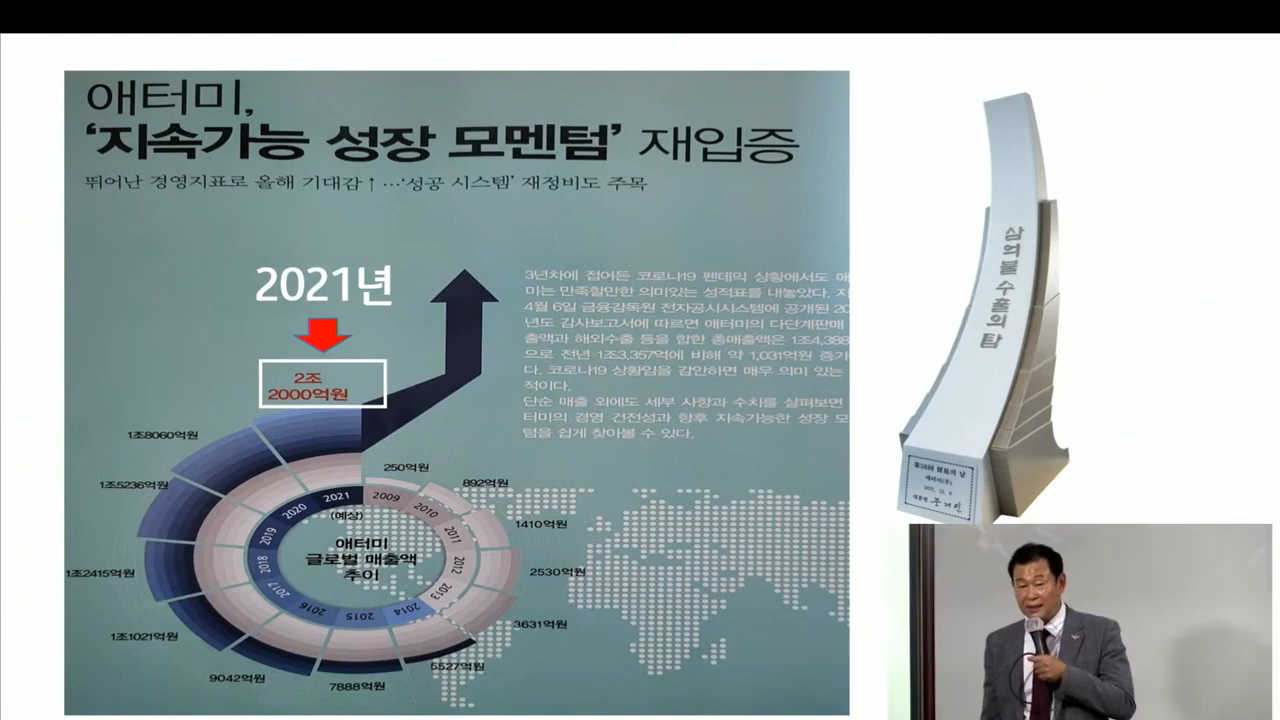 애터미,
‘지속가능 성장 모멘텀’ 재입증
뛰어난 경영지표로 올해 기대감↑…‘성공 시스템’ 재정비도 주목
2021년
2조
2000억원
3년차에 접어든 코로나19 펜데믹 상황에서도 애
미는 만족할만한 의미있는 성적표를 내놓았다. 지
4월 6일 금융감독원 전자공시시스템에 공개된 20
년도 감사보고서에 따르면 애터미의 다단계판매
출액과 해외수출 등을 합한 총매출액은 1조4,388
으로 전년 1조3,357억에 비해 약 1,031억원 증가
다. 코로나19 상황임을 감안하면 매우 의미 있는
적이다.
단순 매출 외에도 세부 사항과 수치를 살펴보면
터미의 경영 건전성과 향후 지속가능한 성장 모
텀을 쉽게 찾아볼 수 있다.
250억원
892억원
1410억원
2530억원
3631억원
5527억원
7888억원
9042억원
1조1021억원
1조2415억원
1조5236억원
1조8060억원
2009
2010
2011
2012
2013
2014
2015
2016
2017
2018
2019
2020
2021
(예상)
애터미
글로벌 매출액
추이
삼억불 수출의 탑
애터미(주)